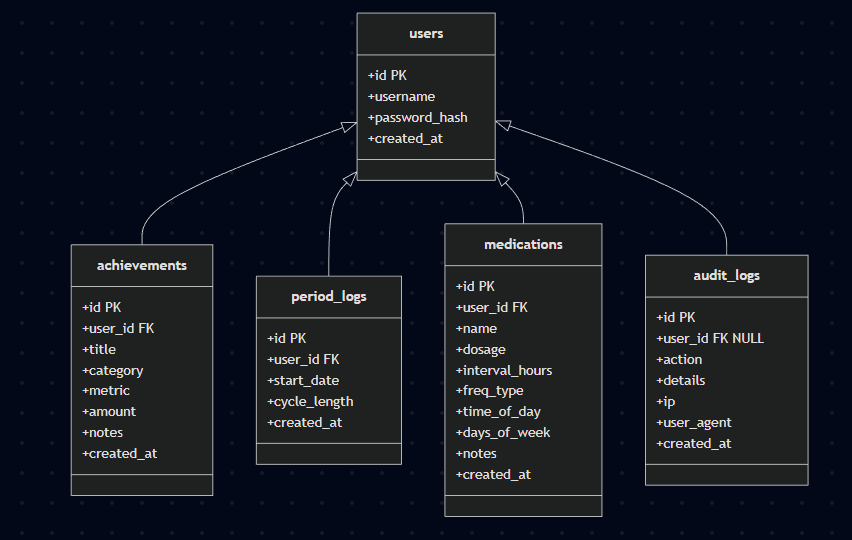 users
+id PK
+username
+password_hash
+created_at
achievements
+id PK
+user_id FK
+title
+category
+metric
+amount
+notes
+created_at
period_logs
+id PK
+user_id FK
+start_date
+cycle_length
+created_at
medications
+id PK
+user_id FK
+name
+dosage
+interval_hours
+freq_type
+time_of_day
+days_of_week
+notes
+created_at
audit_logs
+id PK
+user_id FK NULL
+action
+details
+ip
+user_agent
+created_at